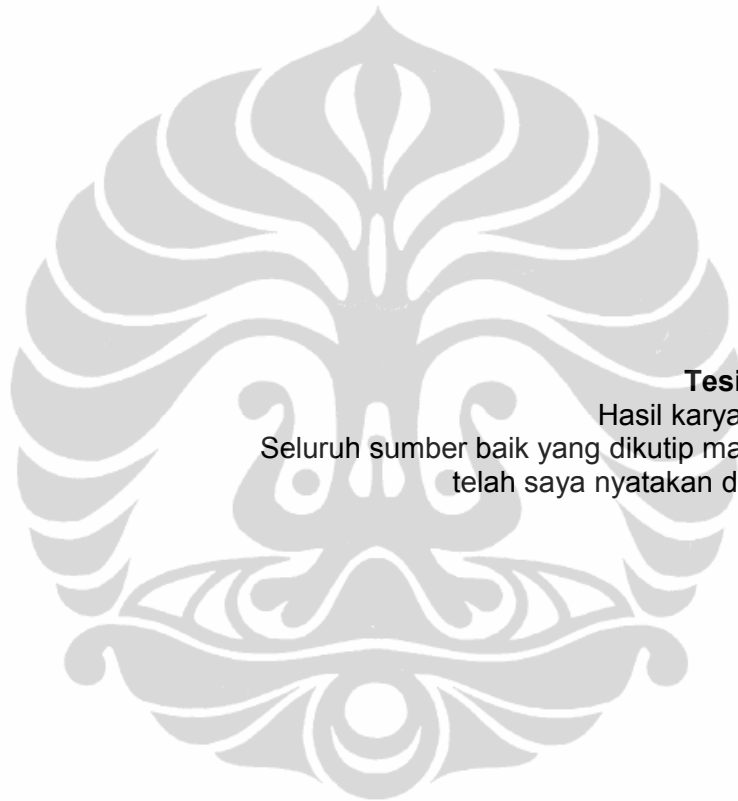 Tesi
Hasil karya
Seluruh sumber baik yang dikutip ma
telah saya nyatakan d